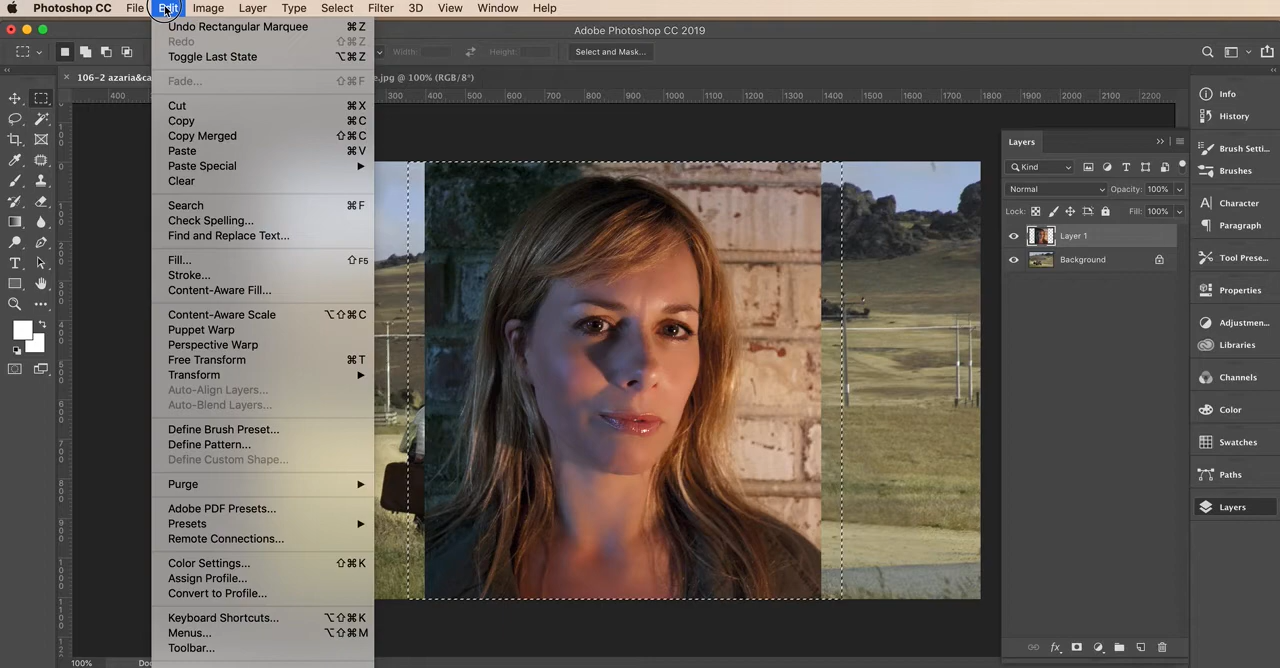 Photoshop CC File Edit Image Layer Type Select Filter 3D View Window Help
Adobe Photoshop CC 2019
Width: Height: Select and Mask...
106-2 azaria&ca e.jpg @ 100% (RGB/8*)
400 300 400 500 600 700 800 900 1000 1100 1200 1300 1400 1500 1600 1700 1800 1900 2000 2100 2200
Undo Rectangular Marquee ⌘Z
Redo ⇧⌘Z
Toggle Last State ⌥⌘Z
Fade... ⇧⌘F
Cut ⌘X
Copy ⌘C
Copy Merged ⇧⌘C
Paste ⌘V
Paste Special
Clear
Search ⌘F
Check Spelling...
Find and Replace Text...
Fill... ⇧F5
Stroke...
Content-Aware Fill...
Content-Aware Scale ⌥⇧⌘C
Puppet Warp
Perspective Warp
Free Transform ⌘T
Transform
Auto-Align Layers...
Auto-Blend Layers...
Define Brush Preset...
Define Pattern...
Define Custom Shape...
Purge
Adobe PDF Presets...
Presets
Remote Connections...
Color Settings... ⇧⌘K
Assign Profile...
Convert to Profile...
Keyboard Shortcuts... ⌥⇧⌘K
Menus... ⌥⇧⌘M
Toolbar...
100% Doc
Layers
Kind
Normal Opacity: 100%
Lock: Fill: 100%
Layer 1
Background
Info
History
Brush Setti...
Brushes
Character
Paragraph
Tool Prese...
Properties
Adjustmen...
Libraries
Channels
Color
Swatches
Paths
Layers